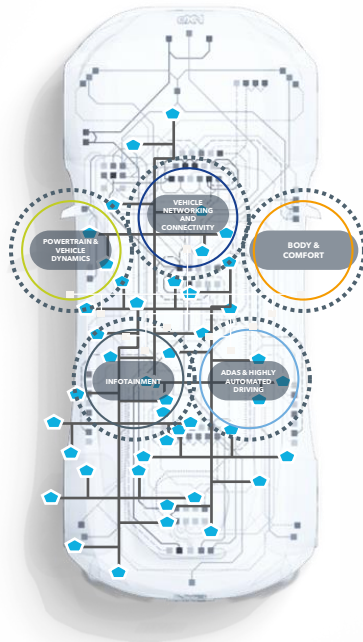 VEHICLE
NETWORKING
AND
CONNECTIVITY
POWERTRAIN &
VEHICLE
DYNAMICS
BODY &
COMFORT
INFOTAINMENT
ADAS & HIGHLY
AUTOMATED
DRIVING